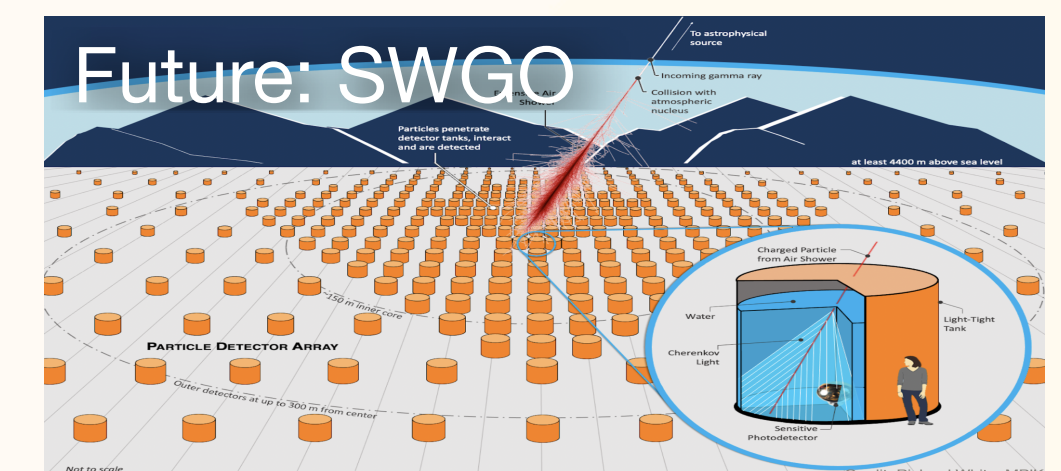 Future: SWGO
To astrophysical
source
Incoming gamma ray
Collision with
atmospheric
nucleus
Extensive Air
Shower
Particles penetrate
detector tanks, interact
and are detected
at least 4400 m above sea level
150 m inner core
PARTICLE DETECTOR ARRAY
Outer detectors at up to 300 m from center
Charged Particle
from Air Shower
Water
Light-Tight
Tank
Cherenkov
Light
Sensitive
Photodetector
Not to scale